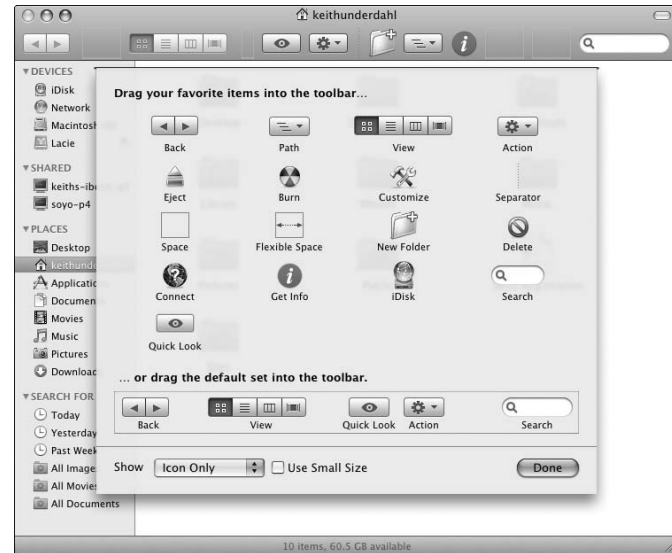 keithunderdahl
DEVICES
iDisk
Network
Macintos
Lacie
SHARED
keiths-ib
soyo-p4
PLACES
Desktop
keithunde
Applicatio
Documen
Movies
Music
Pictures
Downloa
SEARCH FOR
Today
Yesterday
Past Week
All Image
All Movie
All Documents
Drag your favorite items into the toolbar...
Back
Path
View
Action
Eject
Burn
Customize
Separator
Space
Flexible Space
New Folder
Delete
Connect
Get Info
iDisk
Search
Quick Look
... or drag the default set into the toolbar.
Back
View
Quick Look
Action
Search
Show
Icon Only
Use Small Size
Done
10 items, 60.5 GB available